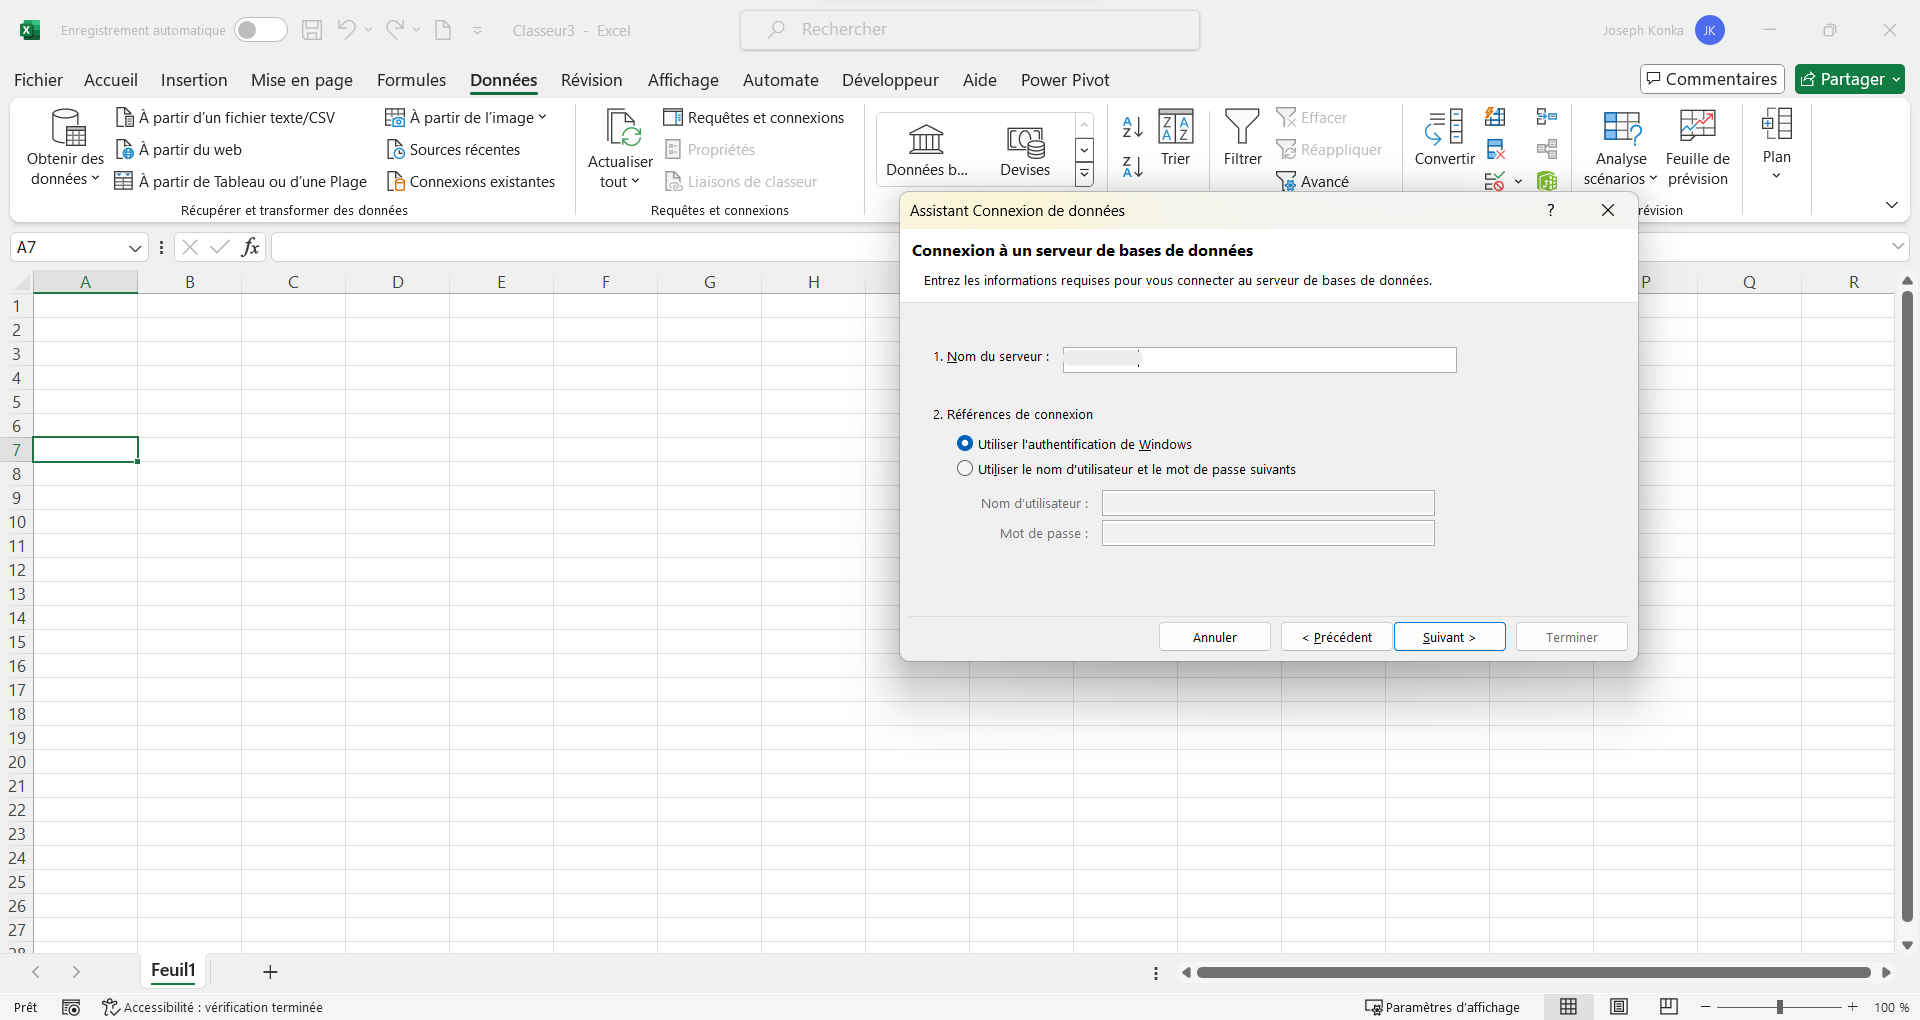 Enregistrement automatique
Classeur3 - Excel
Rechercher
Joseph Konka
JK
Fichier Accueil Insertion Mise en page Formules Données Révision Affichage Automate Développeur Aide Power Pivot
Commentaires
Partager
Obtenir des données
À partir d'un fichier texte/CSV
À partir du web
À partir de Tableau ou d'une Plage
À partir de l'image
Sources récentes
Connexions existantes
Récupérer et transformer des données
Actualiser tout
Requêtes et connexions
Propriétés
Liaisons de classeur
Requêtes et connexions
Données b...
Devises
Trier
Filtrer
Effacer
Réappliquer
Avancé
Convertir
Analyse scénarios
Feuille de prévision
révision
Plan
A7
fx
A B C D E F G H P Q R
1
2
3
4
5
6
7
8
9
10
11
12
13
14
15
16
17
18
19
20
21
22
23
24
25
26
27
28
Assistant Connexion de données
?
Connexion à un serveur de bases de données
Entrez les informations requises pour vous connecter au serveur de bases de données.
1. Nom du serveur :
2. Références de connexion
Utiliser l'authentification de Windows
Utiliser le nom d'utilisateur et le mot de passe suivants
Nom d'utilisateur :
Mot de passe :
Annuler
< Précédent
Suivant >
Terminer
Feuil1
Prêt
Accessibilité : vérification terminée
Paramètres d'affichage
100 %